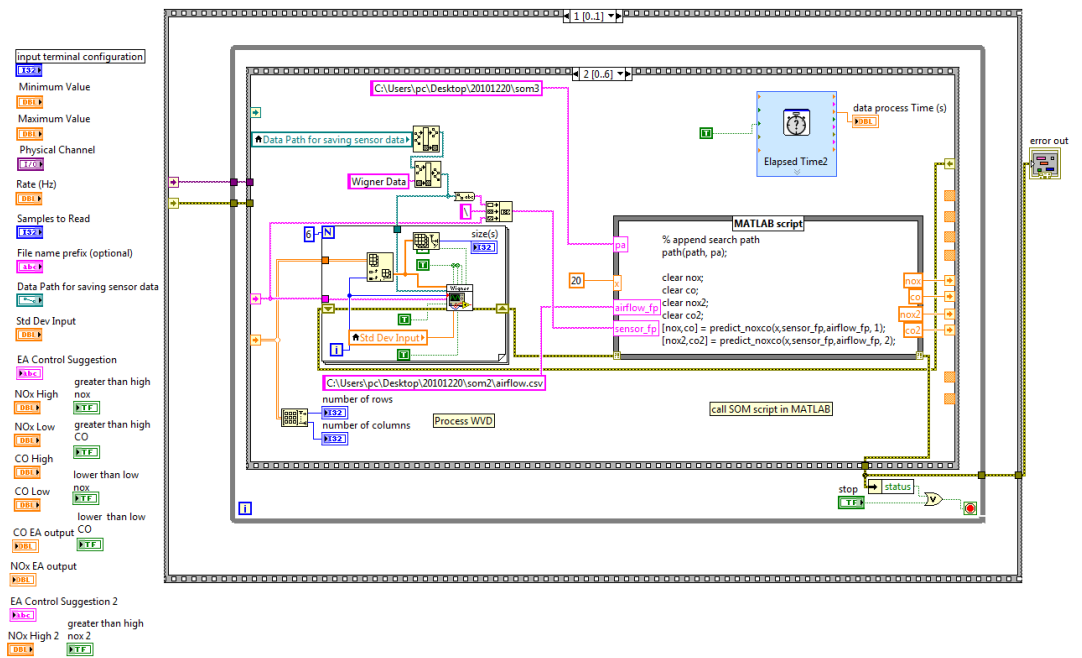 1 [0..1]
input terminal configuration
I32
Minimum Value
DBL
Maximum Value
DBL
Physical Channel
I/O
Rate (Hz)
DBL
Samples to Read
I32
File name prefix (optional)
abc
Data Path for saving sensor data
Std Dev Input
DBL
EA Control Suggestion
abc
greater than high
nox
TF
NOx High
DBL
greater than high
CO
TF
NOx Low
DBL
CO High
DBL
lower than low
nox
TF
CO Low
DBL
lower than low
CO
TF
CO EA output
DBL
NOx EA output
DBL
EA Control Suggestion 2
abc
greater than high
nox 2
TF
NOx High 2
DBL
2 [0..6]
C:\Users\pc\Desktop\20101220\som3
Data Path for saving sensor data
Wigner Data
abc
\
6
N
size(s)
I32
T
Wigner
T
Std Dev Input
i
T
C:\Users\pc\Desktop\20101220\som2\airflow.csv
number of rows
I32
number of columns
I32
Process WVD
T
Elapsed Time2
data process Time (s)
DBL
MATLAB script
pa
20
x
airflow_fp
sensor_fp
% append search path
path(path, pa);
clear nox;
clear co;
clear nox2;
clear co2;
[nox,co] = predict_noxco(x,sensor_fp,airflow_fp, 1);
[nox2,co2] = predict_noxco(x,sensor_fp,airflow_fp, 2);
nox
co
nox2
co2
call SOM script in MATLAB
error out
stop
TF
status
V
i